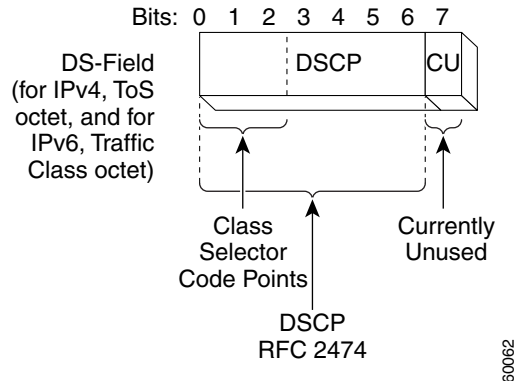 Bits: 0 1 2 3 4 5 6 7
DS-Field
(for IPv4, ToS
octet, and for
IPv6, Traffic
Class octet)
DSCP
CU
Class
Selector
Code Points
Currently
Unused
DSCP
RFC 2474
60062